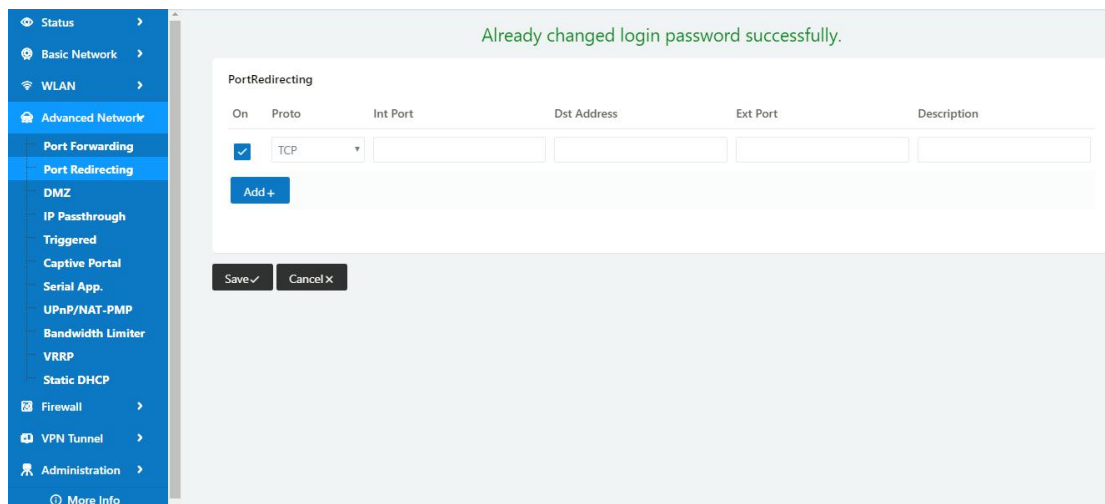 Status
Basic Network
WLAN
Advanced Network
Port Forwarding
Port Redirecting
DMZ
IP Passthrough
Triggered
Captive Portal
Serial App.
UPnP/NAT-PMP
Bandwidth Limiter
VRRP
Static DHCP
Firewall
VPN Tunnel
Administration
More Info
Already changed login password successfully.
PortRedirecting
On Proto Int Port Dst Address Ext Port Description
TCP
Add +
Save Cancel